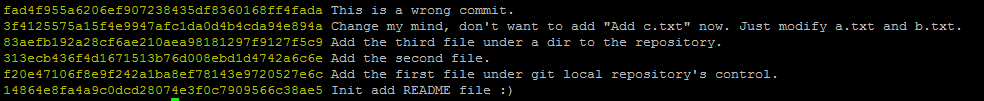 fad4f955a6206ef907238435df8360168ff4fada This is a wrong commit.
3f4125575a15f4e9947afc1da0d4b4cda94e894a Change my mind, don't want to add "Add c.txt" now. Just modify a.txt and b.txt.
83aefb192a28cf6ae210aea98181297f9127f5c9 Add the third file under a dir to the repository.
313ecb436f4d1671513b76d008ebd1d4742a6c6e Add the second file.
f20e47106f8e9f242a1ba8ef78143e9720527e6c Add the first file under git local repository's control.
14864e8fa4a9c0dcd28074e3f0c7909566c38ae5 Init add README file :)